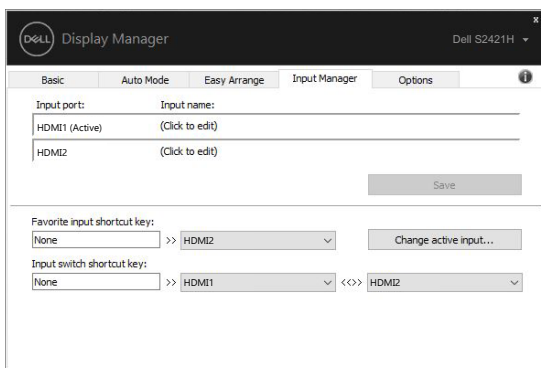 x
DELL Display Manager Dell S2421H
Basic Auto Mode Easy Arrange Input Manager Options i
Input port: Input name:
HDMI1 (Active) (Click to edit)
HDMI2 (Click to edit)
Save
Favorite input shortcut key:
None >> HDMI2 Change active input...
Input switch shortcut key:
None >> HDMI1 <<>> HDMI2